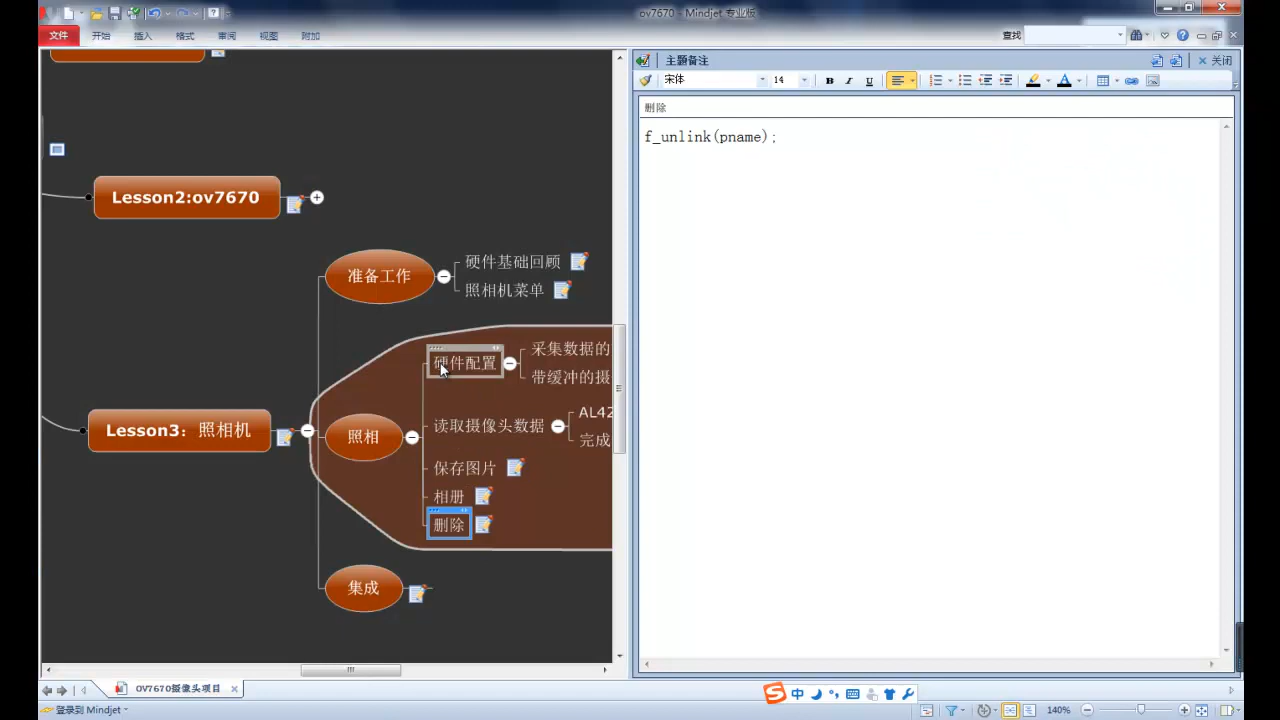 ov7670 - Mindjet 专业版
文件 开始 插入 格式 审阅 视图 附加 查找
主题备注 关闭
宋体 14 B I U A
删除
f_unlink(pname);
Lesson2:ov7670
准备工作
硬件基础回顾
照相机菜单
硬件配置
采集数据的
带缓冲的摄
Lesson3：照相机
照相
读取摄像头数据
AL42
完成
保存图片
相册
删除
集成
OV7670摄像头项目
中
登录到 Mindjet 140%